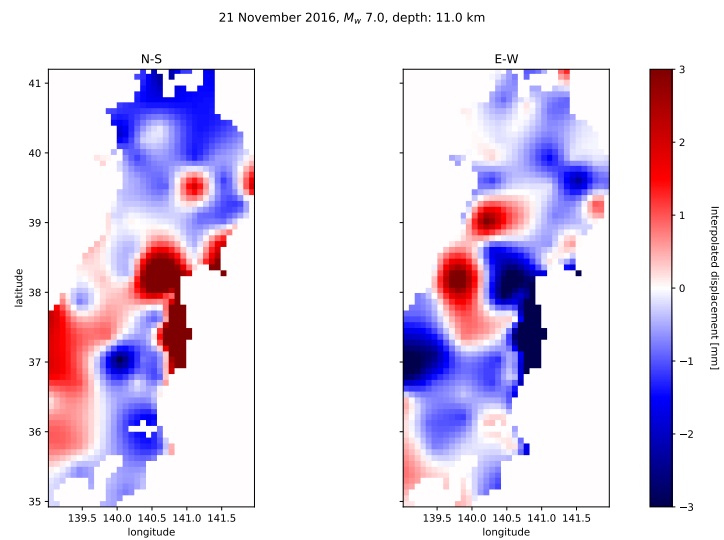 21 November 2016, Mw 7.0, depth: 11.0 km
N-S
E-W
41
40
39
38
37
36
35
latitude
139.5 140.0 140.5 141.0 141.5
longitude
139.5 140.0 140.5 141.0 141.5
longitude
3
2
1
0
−1
−2
−3
Interpolated displacement [mm]